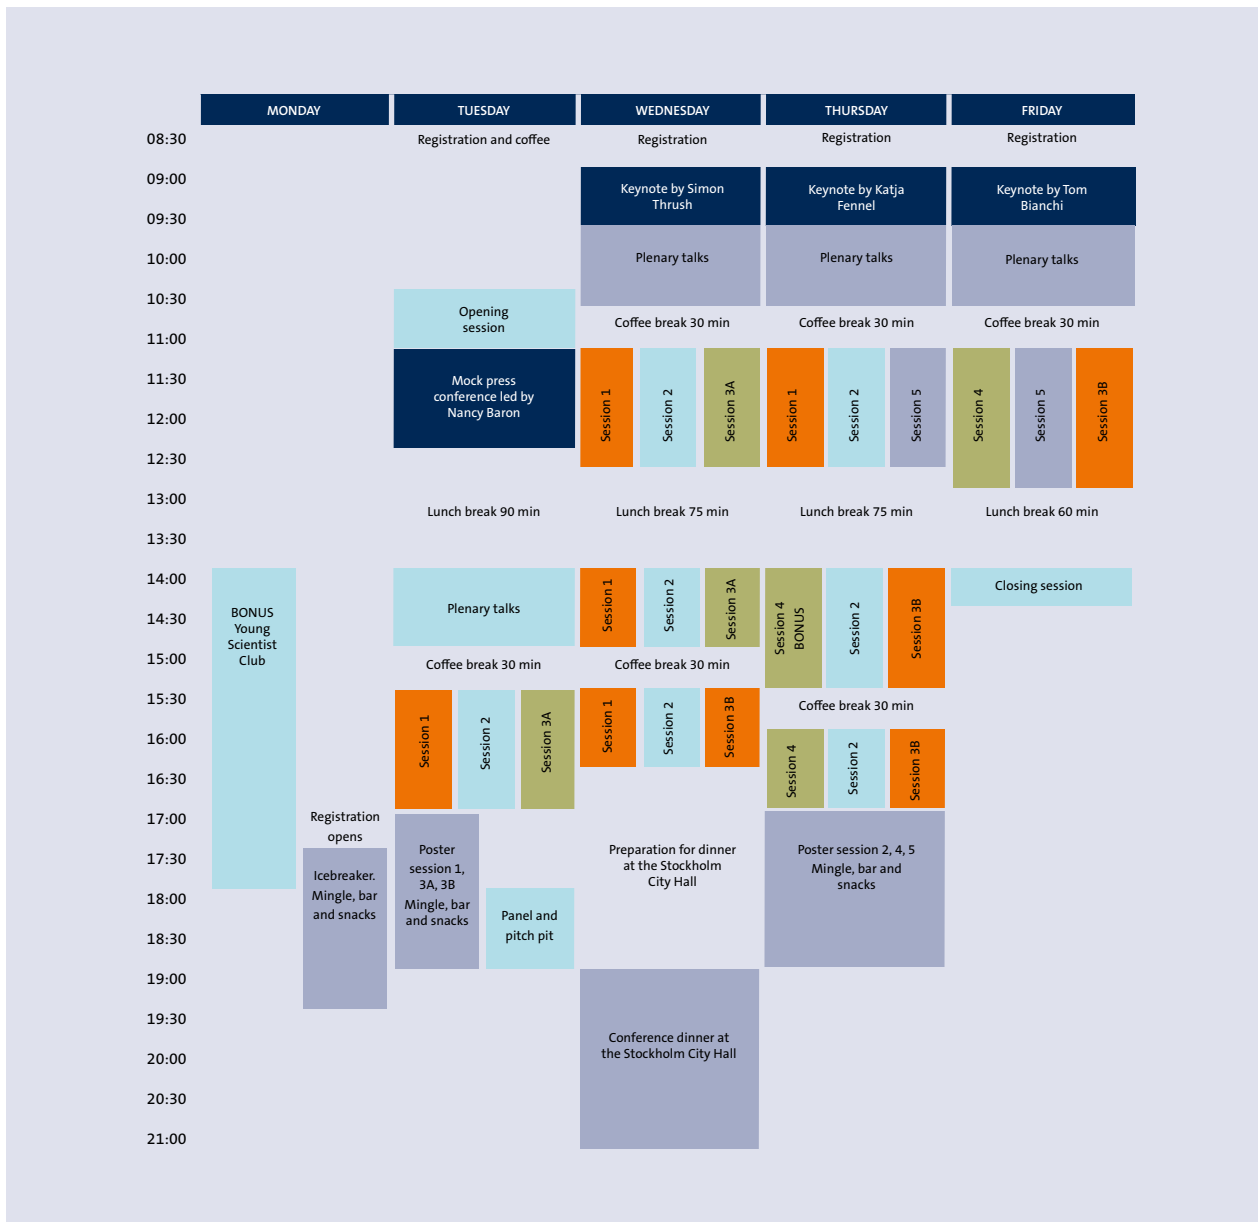 MONDAY
TUESDAY
WEDNESDAY
THURSDAY
FRIDAY
08:30
Registration and coffee
Registration
Registration
Registration
09:00
Keynote by Simon
Thrush
Keynote by Katja
Fennel
Keynote by Tom
Bianchi
09:30
10:00
Plenary talks
Plenary talks
Plenary talks
10:30
Opening
session
Coffee break 30 min
Coffee break 30 min
Coffee break 30 min
11:00
11:30
Mock press
conference led by
Nancy Baron
Session 1
Session 2
Session 3A
Session 1
Session 2
Session 5
Session 4
Session 5
Session 3B
12:00
12:30
13:00
Lunch break 90 min
Lunch break 75 min
Lunch break 75 min
Lunch break 60 min
13:30
14:00
BONUS
Young
Scientist
Club
Plenary talks
Session 1
Session 2
Session 3A
Session 4
BONUS
Session 2
Session 3B
Closing session
14:30
15:00
Coffee break 30 min
Coffee break 30 min
15:30
Coffee break 30 min
Session 1
Session 2
Session 3A
Session 1
Session 2
Session 3B
16:00
Session 4
Session 2
Session 3B
16:30
17:00
Registration
opens
17:30
Icebreaker.
Mingle, bar
and snacks
Poster
session 1,
3A, 3B
Mingle, bar
and snacks
Preparation for dinner
at the Stockholm
City Hall
Poster session 2, 4, 5
Mingle, bar and
snacks
18:00
Panel and
pitch pit
18:30
19:00
19:30
Conference dinner at
the Stockholm City Hall
20:00
20:30
21:00